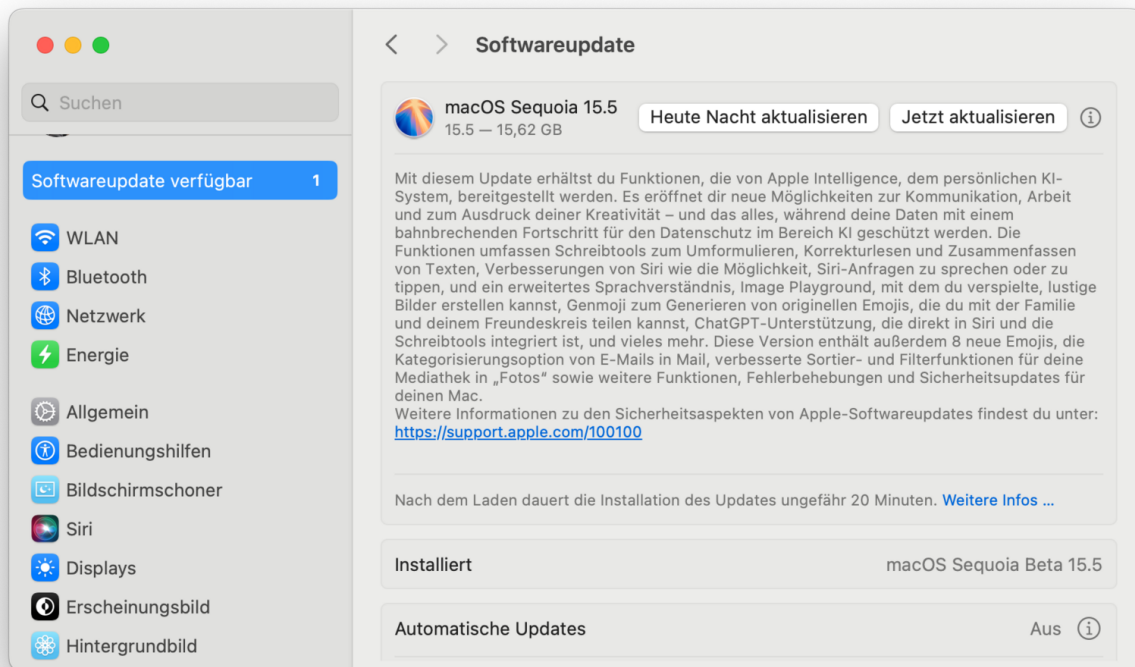 Softwareupdate
Suchen
Softwareupdate verfügbar 1
WLAN
Bluetooth
Netzwerk
Energie
Allgemein
Bedienungshilfen
Bildschirmschoner
Siri
Displays
Erscheinungsbild
Hintergrundbild
macOS Sequoia 15.5
15.5 — 15,62 GB
Heute Nacht aktualisieren
Jetzt aktualisieren
Mit diesem Update erhältst du Funktionen, die von Apple Intelligence, dem persönlichen KI-
System, bereitgestellt werden. Es eröffnet dir neue Möglichkeiten zur Kommunikation, Arbeit
und zum Ausdruck deiner Kreativität – und das alles, während deine Daten mit einem
bahnbrechenden Fortschritt für den Datenschutz im Bereich KI geschützt werden. Die
Funktionen umfassen Schreibtools zum Umformulieren, Korrekturlesen und Zusammenfassen
von Texten, Verbesserungen von Siri wie die Möglichkeit, Siri-Anfragen zu sprechen oder zu
tippen, und ein erweitertes Sprachverständnis, Image Playground, mit dem du verspielte, lustige
Bilder erstellen kannst, Genmoji zum Generieren von originellen Emojis, die du mit der Familie
und deinem Freundeskreis teilen kannst, ChatGPT-Unterstützung, die direkt in Siri und die
Schreibtools integriert ist, und vieles mehr. Diese Version enthält außerdem 8 neue Emojis, die
Kategorisierungsoption von E-Mails in Mail, verbesserte Sortier- und Filterfunktionen für deine
Mediathek in „Fotos“ sowie weitere Funktionen, Fehlerbehebungen und Sicherheitsupdates für
deinen Mac.
Weitere Informationen zu den Sicherheitsaspekten von Apple-Softwareupdates findest du unter:
https://support.apple.com/100100
Nach dem Laden dauert die Installation des Updates ungefähr 20 Minuten. Weitere Infos ...
Installiert macOS Sequoia Beta 15.5
Automatische Updates Aus